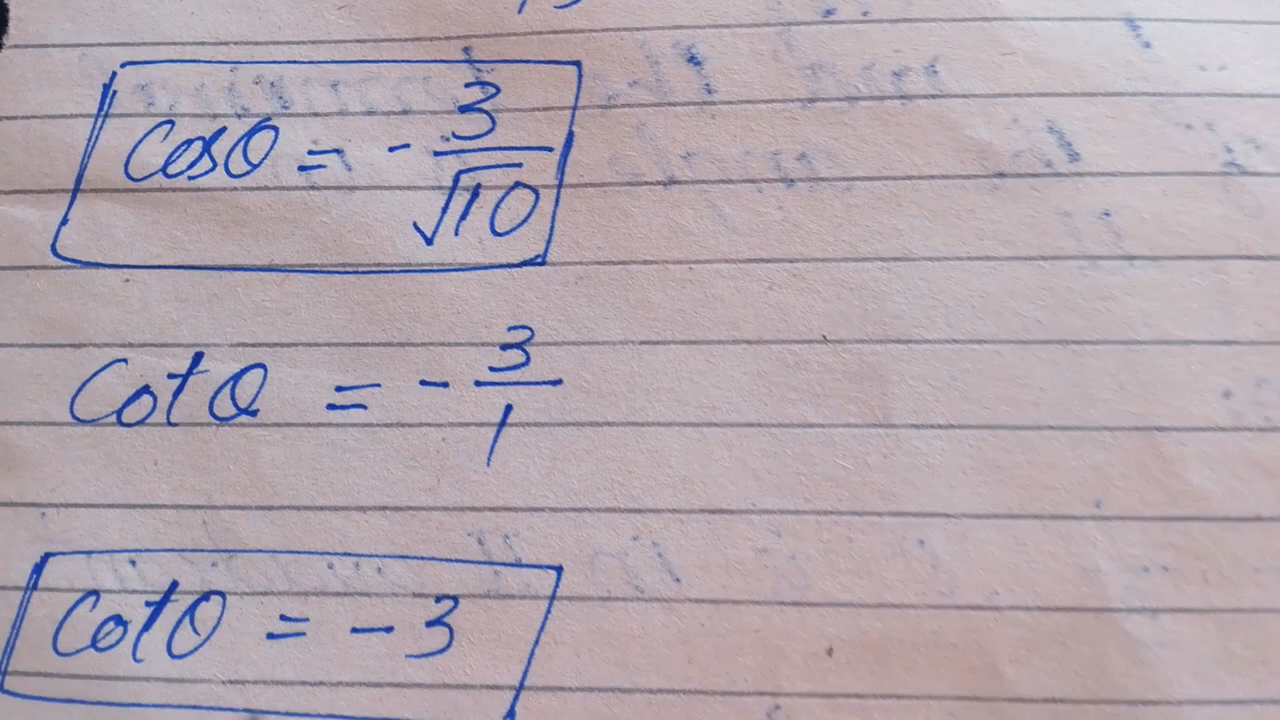 Cosθ = - 3/√10
Cotθ = - 3/1
Cotθ = - 3